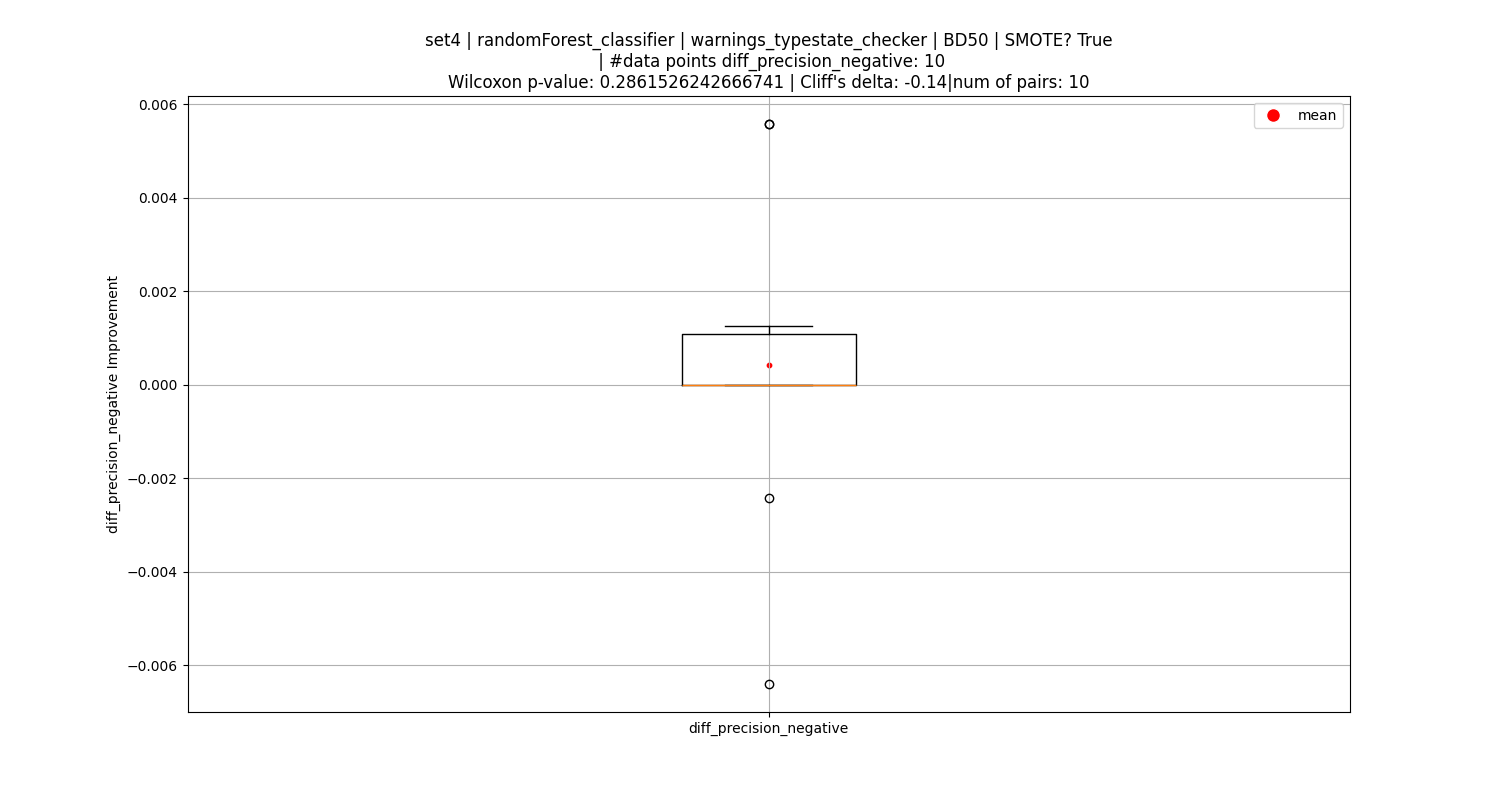 set4 | randomForest_classifier | warnings_typestate_checker | BD50 | SMOTE? True
| #data points diff_precision_negative: 10
Wilcoxon p-value: 0.2861526242666741 | Cliff's delta: -0.14|num of pairs: 10
mean
0.006
0.004
0.002
0.000
−0.002
−0.004
−0.006
diff_precision_negative Improvement
diff_precision_negative